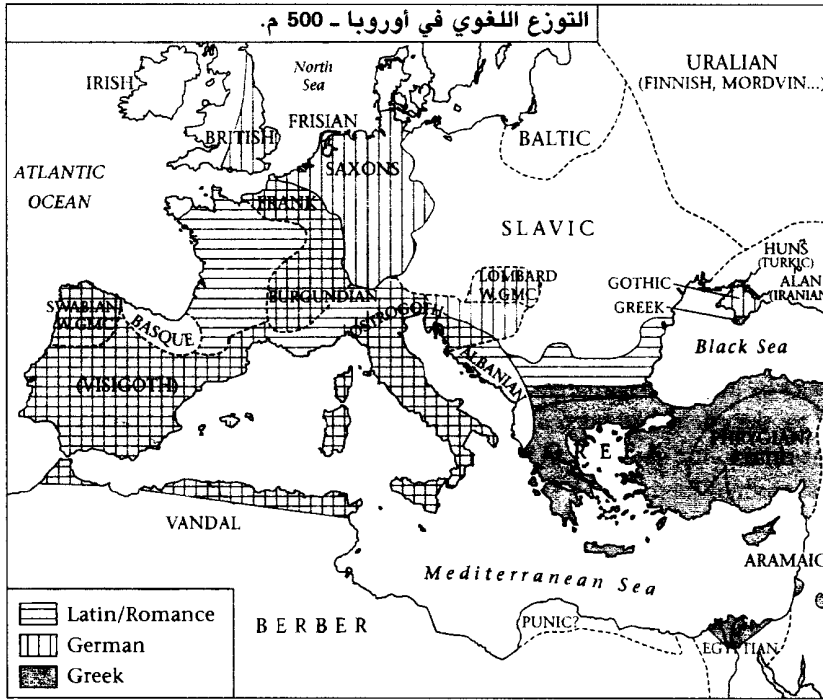 التوزع اللغوي في أوروبا ـ 500 م.
IRISH
North
Sea
URALIAN
(FINNISH, MORDVIN...)
BRITISH
FRISIAN
BALTIC
SAXONS
ATLANTIC
OCEAN
FRANK
SLAVIC
HUNS
(TURKIC)
ALAN
(IRANIAN)
LOMBARD
W.GMC
GOTHIC
GREEK
BURGUNDIAN
SWABIAN
W.GMC
BASQUE
OSTROGOTH
ALBANIAN
Black Sea
(VISIGOTH)
PHRYGIAN?
VANDAL
ARAMAIC
Mediterranean Sea
BERBER
PUNIC?
EGYPTIAN
Latin/Romance
German
Greek